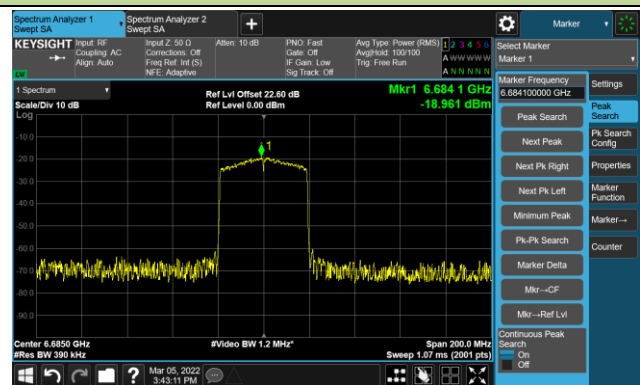 Spectrum Analyzer 1
Swept SA
Spectrum Analyzer 2
Swept SA
Marker
KEYSIGHT
Input: RF
Coupling: AC
Align: Auto
Input Z: 50 Ω
Corrections: Off
Freq Ref: Int (S)
NFE: Adaptive
Atten: 10 dB
PNO: Fast
Gate: Off
IF Gain: Low
Sig Track: Off
Avg Type: Power (RMS)
Avg|Hold: 100/100
Trig: Free Run
1 2 3 4 5 6
A W W W W W
A N N N N N
LXI
Select Marker
Marker 1
1 Spectrum
Scale/Div 10 dB
Log
Ref Lvl Offset 22.60 dB
Ref Level 0.00 dBm
Mkr1 6.684 1 GHz
-18.961 dBm
1
-10.0
-20.0
-30.0
-40.0
-50.0
-60.0
-70.0
-80.0
-90.0
Center 6.6850 GHz
#Res BW 390 kHz
#Video BW 1.2 MHz*
Span 200.0 MHz
Sweep 1.07 ms (2001 pts)
Marker Frequency
6.684100000 GHz
Peak Search
Next Peak
Next Pk Right
Next Pk Left
Minimum Peak
Pk-Pk Search
Marker Delta
Mkr→CF
Mkr→Ref Lvl
Continuous Peak
Search
On
Off
Settings
Peak
Search
Pk Search
Config
Properties
Marker
Function
Marker→
Counter
Mar 05, 2022
3:43:11 PM